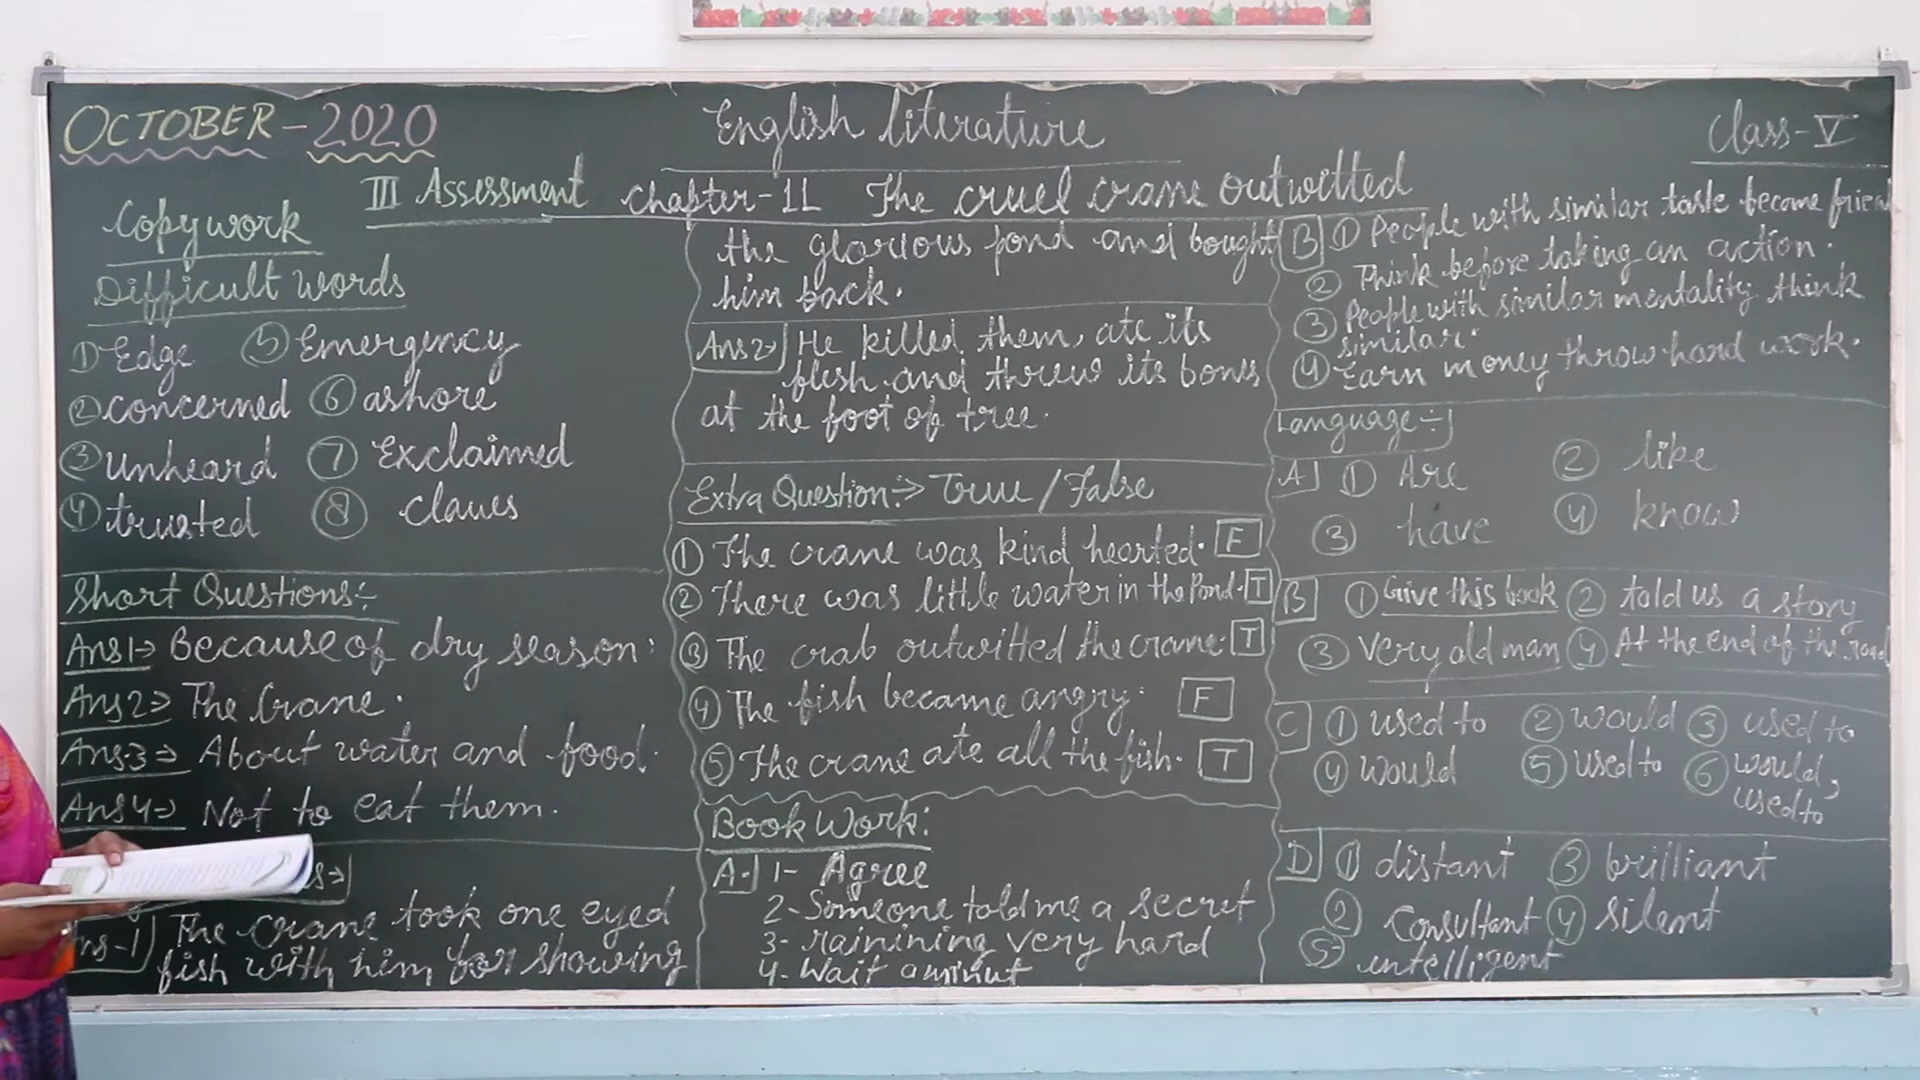 OCTOBER - 2020
English literature
Class-V
III Assessment chapter-11 The cruel crane outwitted
Copy work
Difficult words
① Edge ⑤ Emergency
② concerned ⑥ ashore
③ unheard ⑦ Exclaimed
④ trusted ⑧ claws
Short Questions:-
Ans1→ Because of dry season.
Ans2→ The Crane.
Ans3→ About water and food.
Ans4→ Not to eat them.
s→
Ans-1 The crane took one eyed
fish with him for showing
the glorious pond and bought
him back.
Ans2→ He killed them, ate its
flesh and threw its bones
at the foot of tree.
Extra Question:-> True / False
① The crane was kind hearted. F
② There was little water in the Pond. T
③ The crab outwitted the crane. T
④ The fish became angry. F
⑤ The crane ate all the fish. T
Book Work:
A. 1- Agree
2- Someone told me a secret
3- rainining very hard
4- Wait a minut
B ① People with similar taste become frien
② Think before taking an action.
③ People with similar mentality think
similar.
④ Earn money throw hard work.
Language:-
A ① Are ② like
③ have ④ know
B ① Give this book ② told us a story
③ Very old man ④ At the end of the road
C ① used to ② would ③ used to
④ would ⑤ used to ⑥ would,
used to
D ① distant ③ brilliant
② Consultant ④ silent
⑤ intelligent